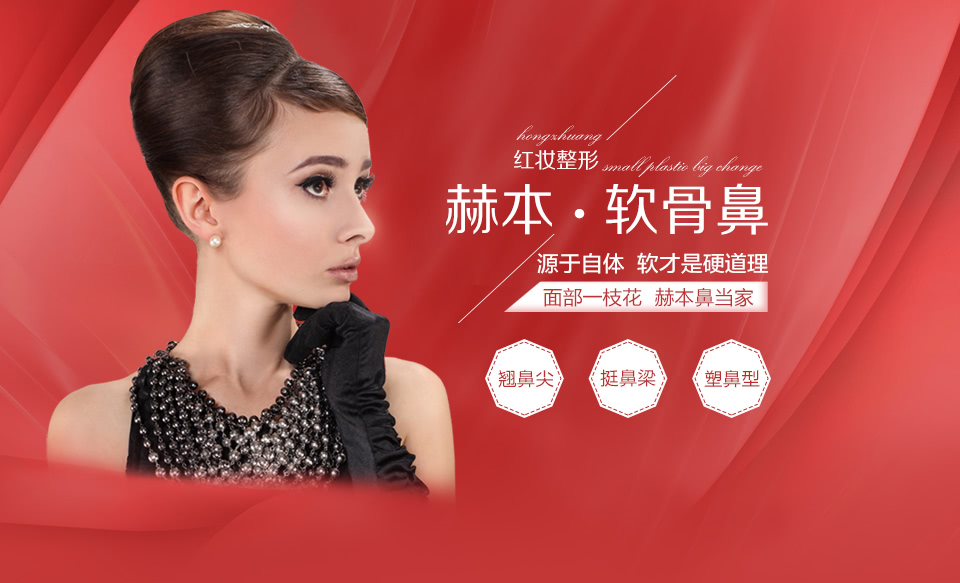 hongzhuang
红妆整形
small plastic big change
赫本·软骨鼻
源于自体 软才是硬道理
面部一枝花 赫本鼻当家
翘鼻尖 挺鼻梁 塑鼻型